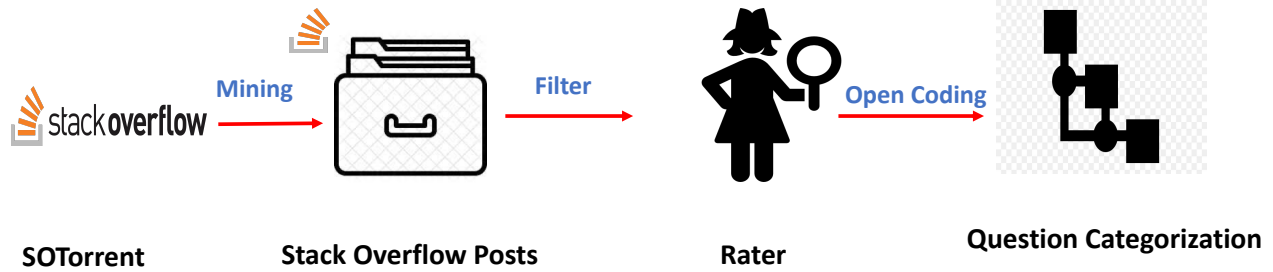 stackoverflow
Mining
Filter
Open Coding
SOTorrent
Stack Overflow Posts
Rater
Question Categorization